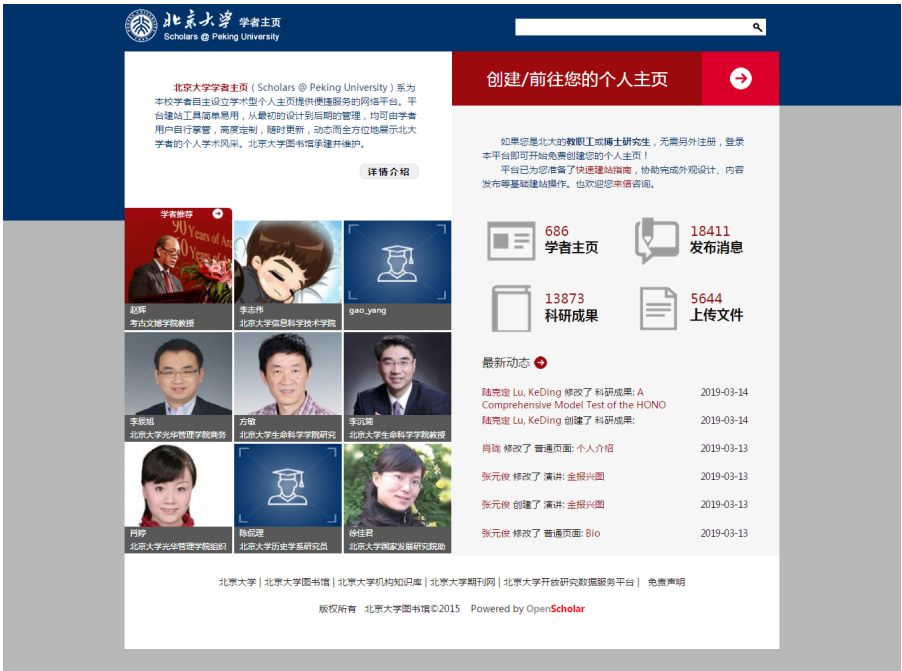 北京大学 学者主页
Scholars @ Peking University
北京大学学者主页 ( Scholars @ Peking University ) 系为
本校学者自主设立学术型个人主页提供便捷服务的网络平台。平
台建站工具简单易用，从最初的设计到后期的管理，均可由学者
用户自行掌管，高度定制，随时更新，动态而全方位地展示北大
学者的个人学术风采。北京大学图书馆承建并维护。
详情介绍
创建/前往您的个人主页
如果您是北大的教职工或博士研究生，无需另外注册，登录
本平台即可开始免费创建您的个人主页！
平台已为您准备了快速建站指南，协助完成外观设计、内容
发布等基础建站操作。也欢迎您来信咨询。
学者推荐
90 Years of
赵辉
考古文博学院教授
李志伟
北京大学信息科学技术学院
gao_yang
李辰旭
北京大学光华管理学院商务
方敏
北京大学生命科学学院研究
李沉简
北京大学生命科学学院教授
肖婷
北京大学光华管理学院组织
陈侃理
北京大学历史学系研究员
徐佳君
北京大学国家发展研究院助
686
学者主页
18411
发布消息
13873
科研成果
5644
上传文件
最新动态
陆克定 Lu, KeDing 修改了 科研成果: A
Comprehensive Model Test of the HONO
2019-03-14
陆克定 Lu, KeDing 创建了 科研成果:
2019-03-14
肖珑 修改了 普通页面: 个人介绍
2019-03-13
张元俊 修改了 演讲: 金报兴图
2019-03-13
张元俊 创建了 演讲: 金报兴图
2019-03-13
张元俊 修改了 普通页面: Bio
2019-03-13
北京大学 | 北京大学图书馆 | 北京大学机构知识库 | 北京大学期刊网 | 北京大学开放研究数据服务平台 | 免责声明
版权所有 北京大学图书馆©2015 Powered by OpenScholar